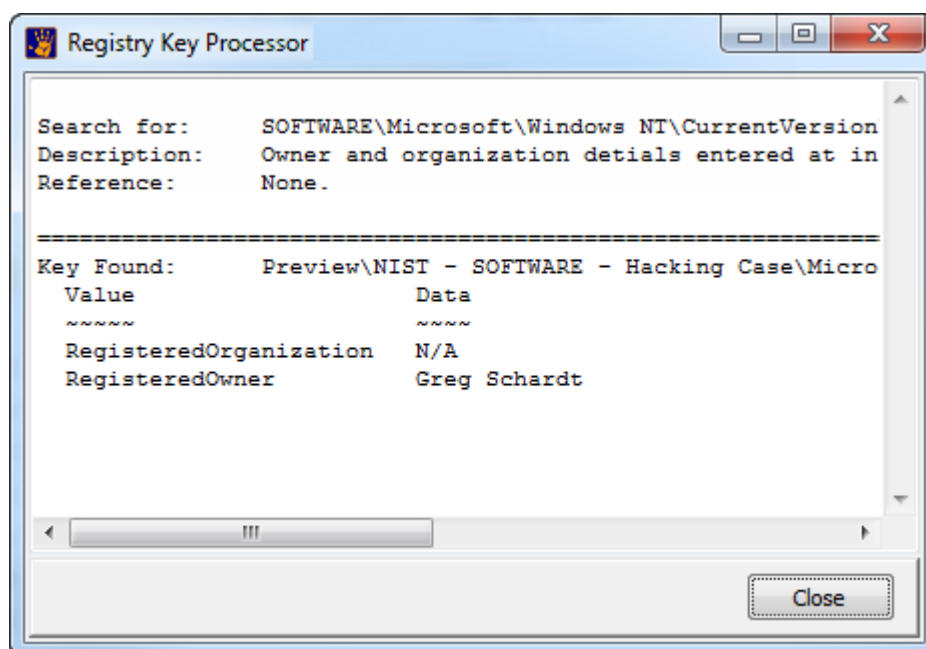 Registry Key Processor
Search for: SOFTWARE\Microsoft\Windows NT\CurrentVersion
Description: Owner and organization detials entered at in
Reference: None.
============================================================
Key Found: Preview\NIST - SOFTWARE - Hacking Case\Micro
Value Data
~~~~~ ~~~~
RegisteredOrganization N/A
RegisteredOwner Greg Schardt
Close